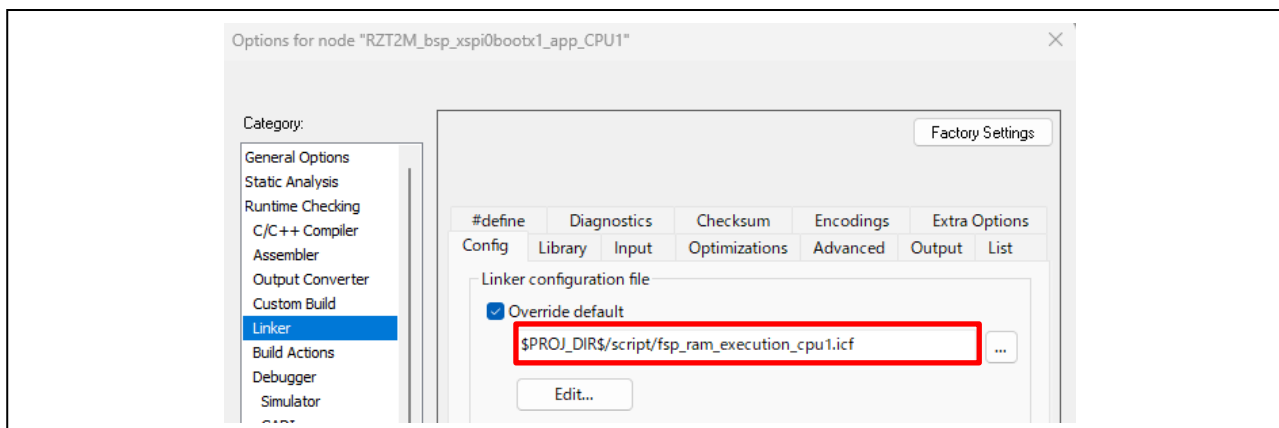 Options for node "RZT2M_bsp_xspi0bootx1_app_CPU1"
Category:
Factory Settings
General Options
Static Analysis
Runtime Checking
C/C++ Compiler
Assembler
Output Converter
Custom Build
Linker
Build Actions
Debugger
Simulator
#define Diagnostics Checksum Encodings Extra Options
Config Library Input Optimizations Advanced Output List
Linker configuration file
Override default
$PROJ_DIR$/script/fsp_ram_execution_cpu1.icf
...
Edit...